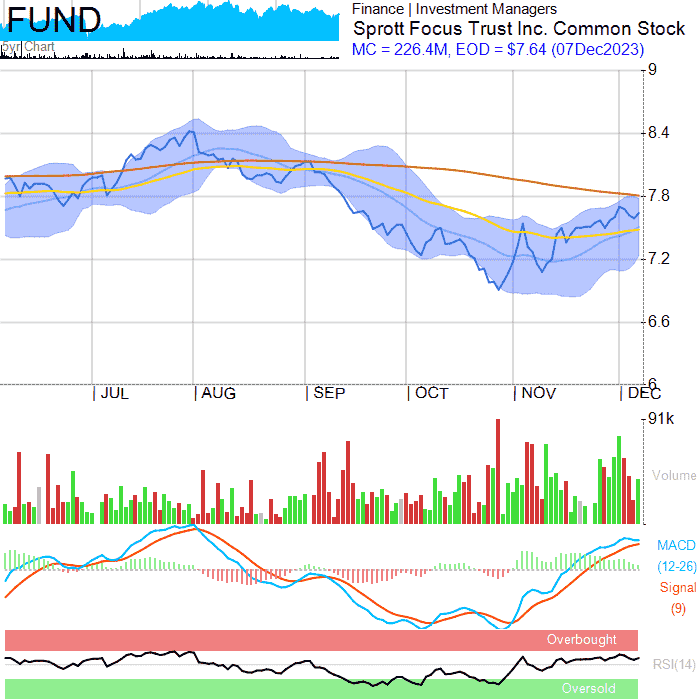 FUND
5yr Chart
Finance | Investment Managers
Sprott Focus Trust Inc. Common Stock
MC = 226.4M, EOD = $7.64 (07Dec2023)
9
8.4
7.8
7.2
6.6
6
JUL AUG SEP OCT NOV DEC
91k
Volume
MACD
(12-26)
Signal
(9)
Overbought
RSI(14)
Oversold